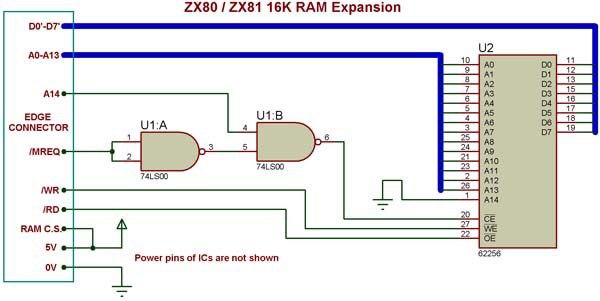 ZX80 / ZX81 16K RAM Expansion
D0'-D7'
A0-A13
A14
EDGE
CONNECTOR
/MREQ
/WR
/RD
RAM C.S.
5V
0V
U1:A
1
2
3
74LS00
U1:B
4
5
6
74LS00
U2
10 A0 D0 11
9 A1 D1 12
8 A2 D2 13
7 A3 D3 15
6 A4 D4 16
5 A5 D5 17
4 A6 D6 18
3 A7 D7 19
25 A8
24 A9
21 A10
23 A11
2 A12
26 A13
1 A14
20 CE
27 WE
22 OE
62256
Power pins of ICs are not shown